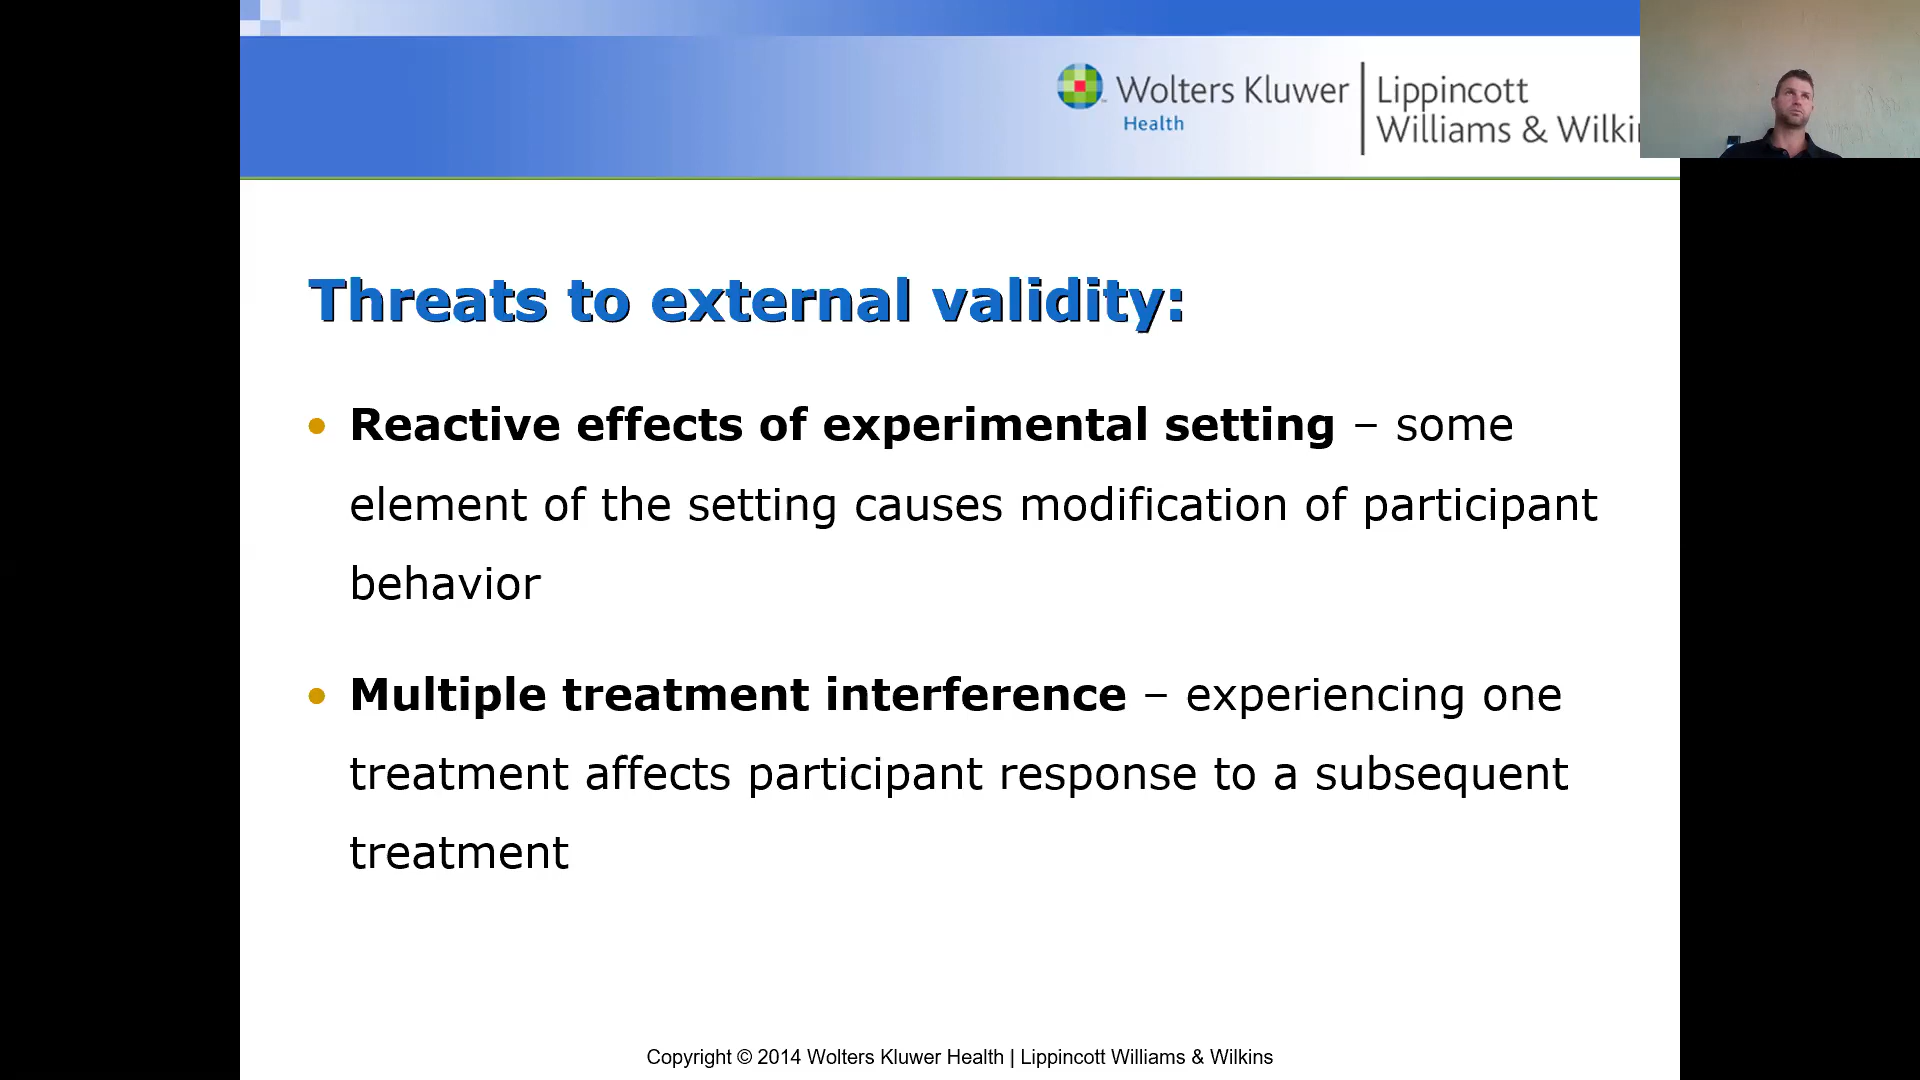 Wolters Kluwer
Health
Lippincott
Williams &
Threats to external validity:
• Reactive effects of experimental setting – some
element of the setting causes modification of participant
behavior
• Multiple treatment interference – experiencing one
treatment affects participant response to a subsequent
treatment
Copyright © 2014 Wolters Kluwer Health | Lippincott Williams & Wilkins